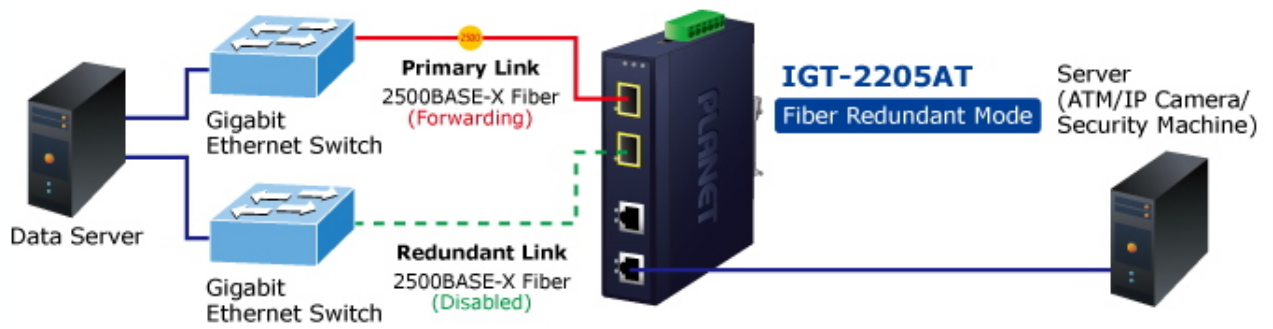 2500
Primary Link
2500BASE-X Fiber
(Forwarding)
Gigabit
Ethernet Switch
Data Server
Redundant Link
2500BASE-X Fiber
(Disabled)
Gigabit
Ethernet Switch
PLANET
IGT-2205AT
Fiber Redundant Mode
Server
(ATM/IP Camera/
Security Machine)